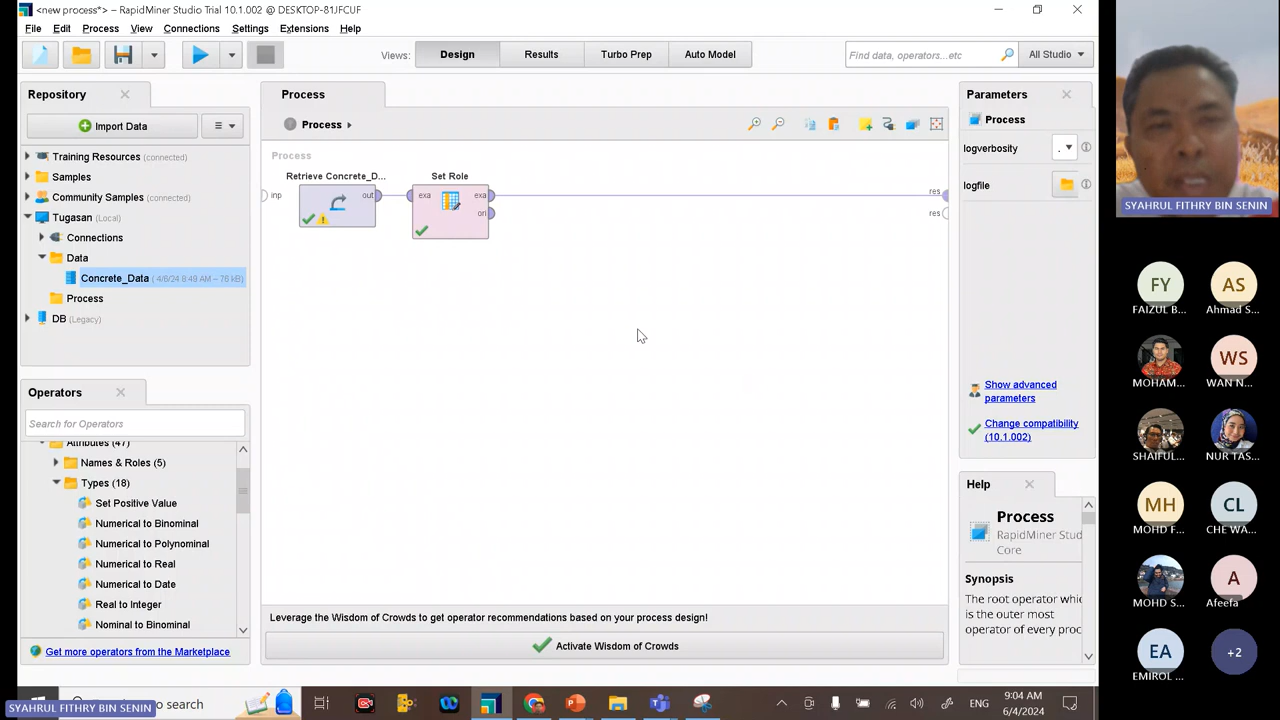 <new process*> – RapidMiner Studio Trial 10.1.002 @ DESKTOP-81JFCUF
File Edit Process View Connections Settings Extensions Help
Views: Design Results Turbo Prep Auto Model Find data, operators...etc All Studio
Repository
Import Data
Training Resources (connected)
Samples
Community Samples (connected)
Tugasan (Local)
Connections
Data
Concrete_Data (4/6/24 8:49 AM – 76 kB)
Process
DB (Legacy)
Operators
Search for Operators
Attributes (47)
Names & Roles (5)
Types (18)
Set Positive Value
Numerical to Binominal
Numerical to Polynominal
Numerical to Real
Numerical to Date
Real to Integer
Nominal to Binominal
Get more operators from the Marketplace
Process
Process
Process
Retrieve Concrete_D... Set Role
inp out exa exa res
ori res
Leverage the Wisdom of Crowds to get operator recommendations based on your process design!
Activate Wisdom of Crowds
Parameters
Process
logverbosity
logfile
Show advanced
parameters
Change compatibility
(10.1.002)
Help
Process
RapidMiner Stud
Core
Synopsis
The root operator whic
is the outer most
operator of every proc
SYAHRUL FITHRY BIN SENIN
FY AS
FAIZUL B... Ahmad S...
WS
MOHAM... WAN N...
SHAIFUL... NUR TAS...
MH CL
MOHD F... CHE WA...
A
MOHD S... Afeefa
EA +2
EMIROL ...
SYAHRUL FITHRY BIN SENIN
to search
ENG
9:04 AM
6/4/2024